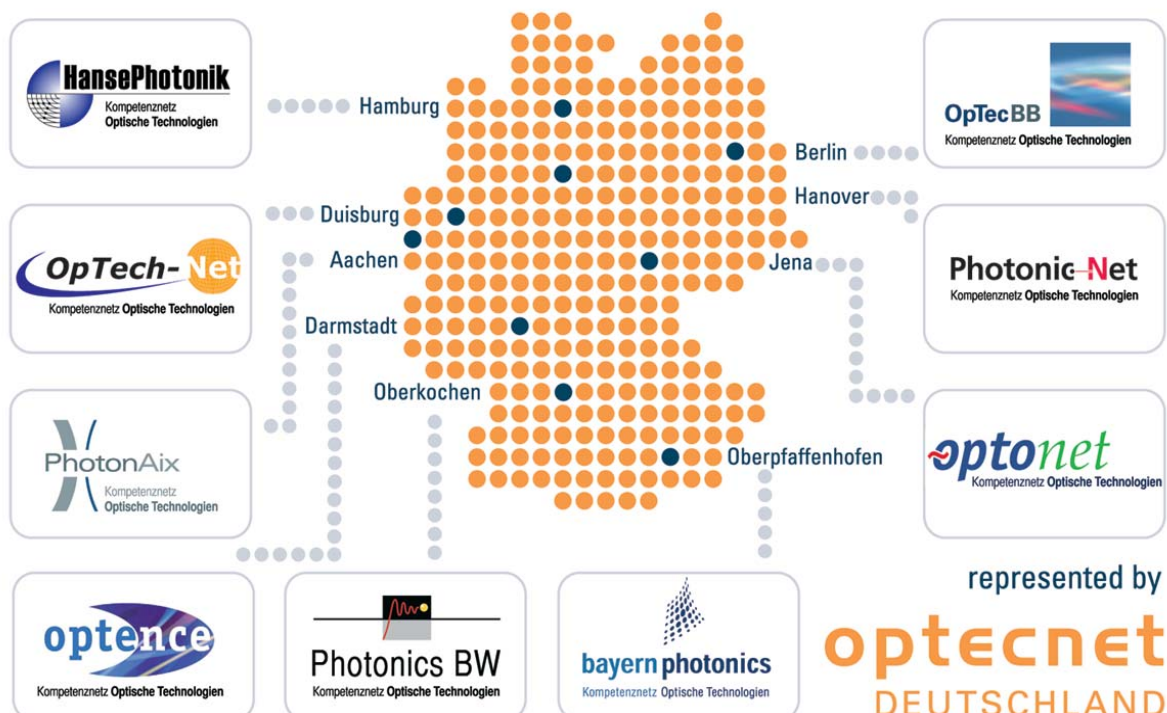 HansePhotonik
Kompetenznetz
Optische Technologien
Hamburg
OpTecBB
Kompetenznetz Optische Technologien
Berlin
Hanover
Duisburg
OpTech-Net
Kompetenznetz Optische Technologien
Aachen
Jena
Photonic Net
Kompetenznetz Optische Technologien
Darmstadt
Oberkochen
PhotonAix
Kompetenznetz
Optische Technologien
Oberpfaffenhofen
optonet
Kompetenznetz Optische Technologien
optence
Kompetenznetz Optische Technologien
Photonics BW
Kompetenznetz Optische Technologien
bayern photonics
Kompetenznetz Optische Technologien
represented by
optecnet
DEUTSCHLAND